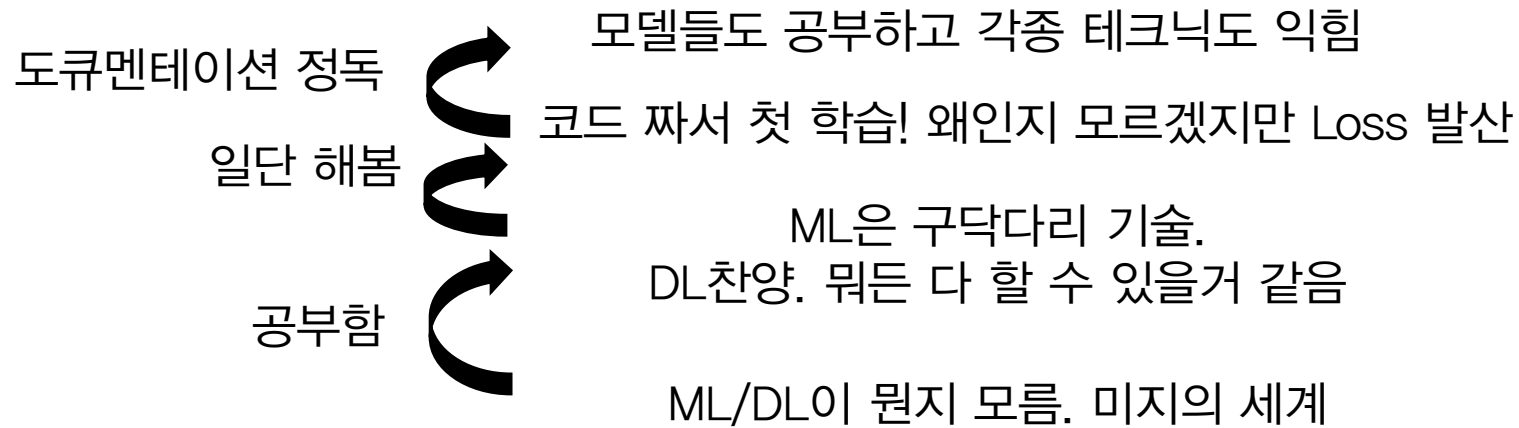 모델들도 공부하고 각종 테크닉도 익힘
도큐멘테이션 정독
코드 짜서 첫 학습! 왜인지 모르겠지만 Loss 발산
일단 해봄
ML은 구닥다리 기술.
DL찬양. 뭐든 다 할 수 있을거 같음
공부함
ML/DL이 뭔지 모름. 미지의 세계